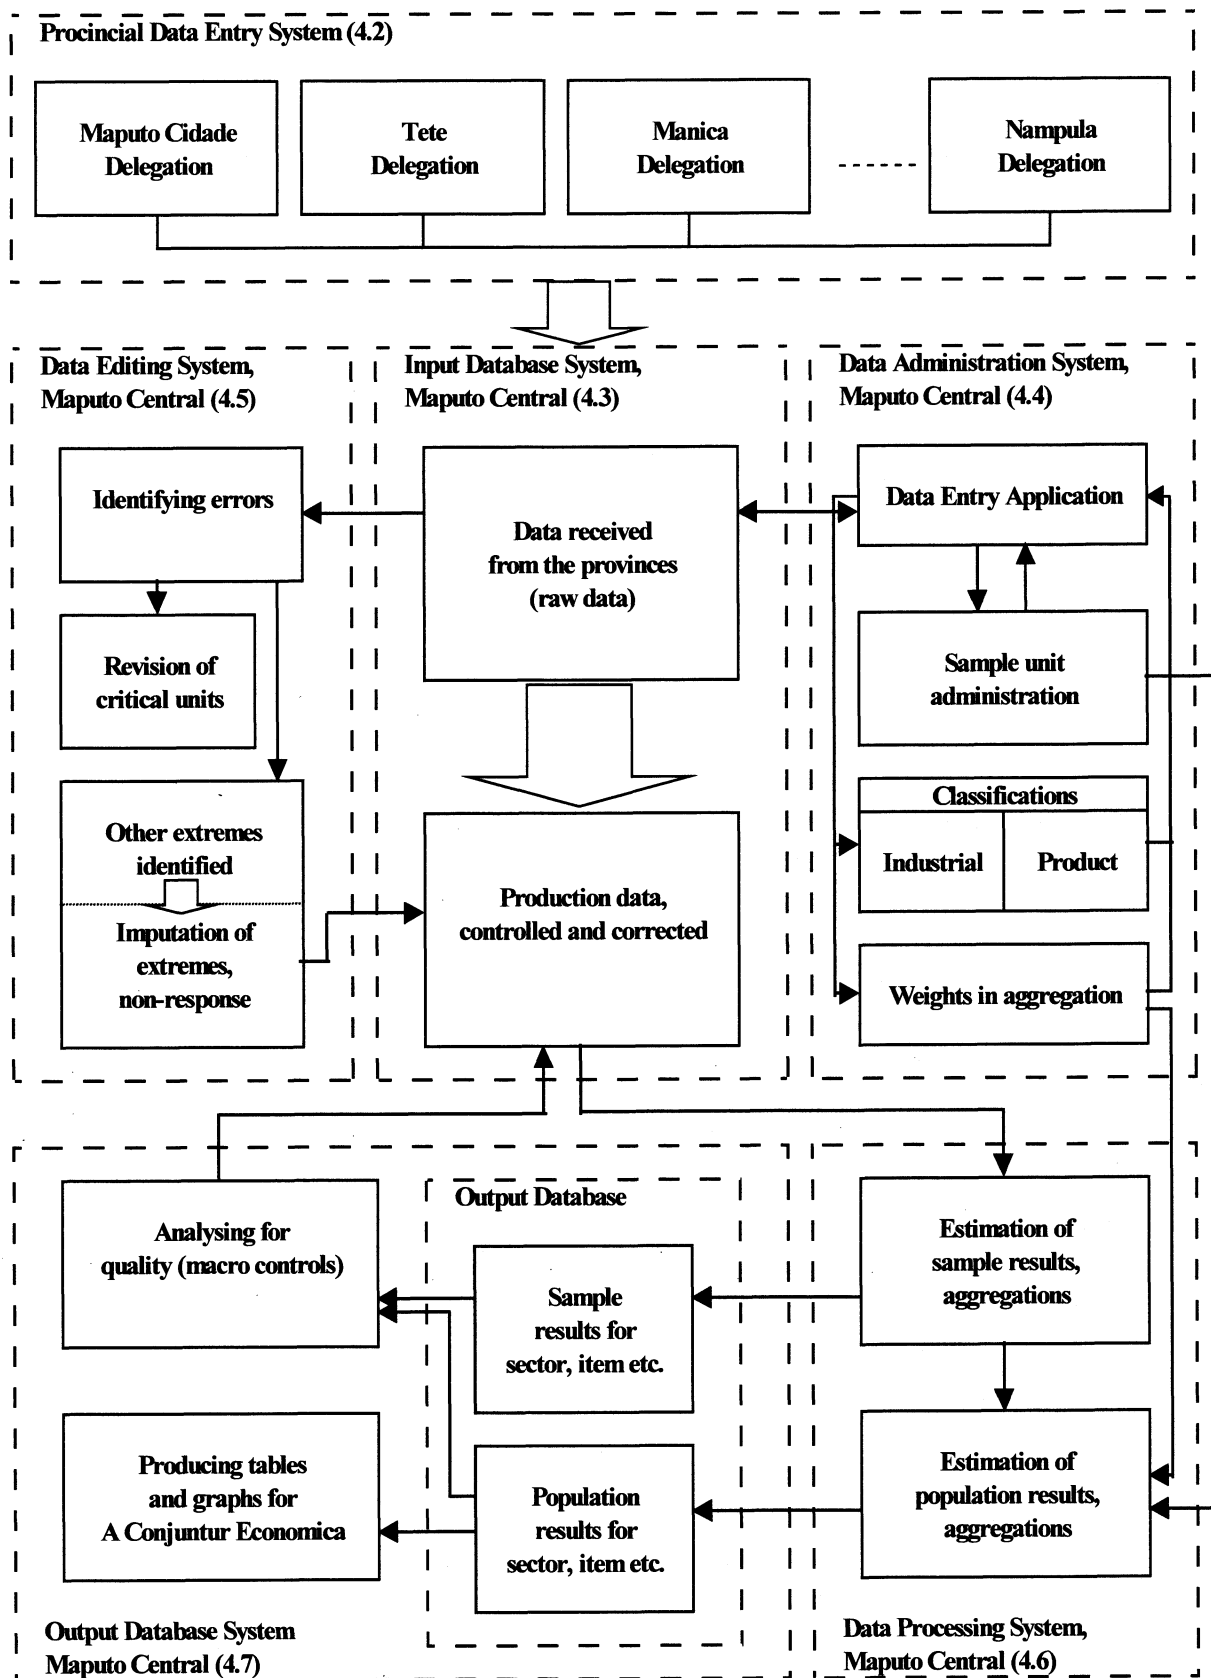 Procincial Data Entry System (4.2)
Maputo Cidade
Delegation
Tete
Delegation
Manica
Delegation
Nampula
Delegation
Data Editing System,
Maputo Central (4.5)
Input Database System,
Maputo Central (4.3)
Data Administration System,
Maputo Central (4.4)
Identifying errors
Revision of
critical units
Other extremes
identified
Imputation of
extremes,
non-response
Data received
from the provinces
(raw data)
Production data,
controlled and corrected
Data Entry Application
Sample unit
administration
Classifications
Industrial
Product
Weights in aggregation
Analysing for
quality (macro controls)
Producing tables
and graphs for
A Conjuntur Economica
Output Database
Sample
results for
sector, item etc.
Population
results for
sector, item etc.
Estimation of
sample results,
aggregations
Estimation of
population results,
aggregations
Output Database System
Maputo Central (4.7)
Data Processing System,
Maputo Central (4.6)